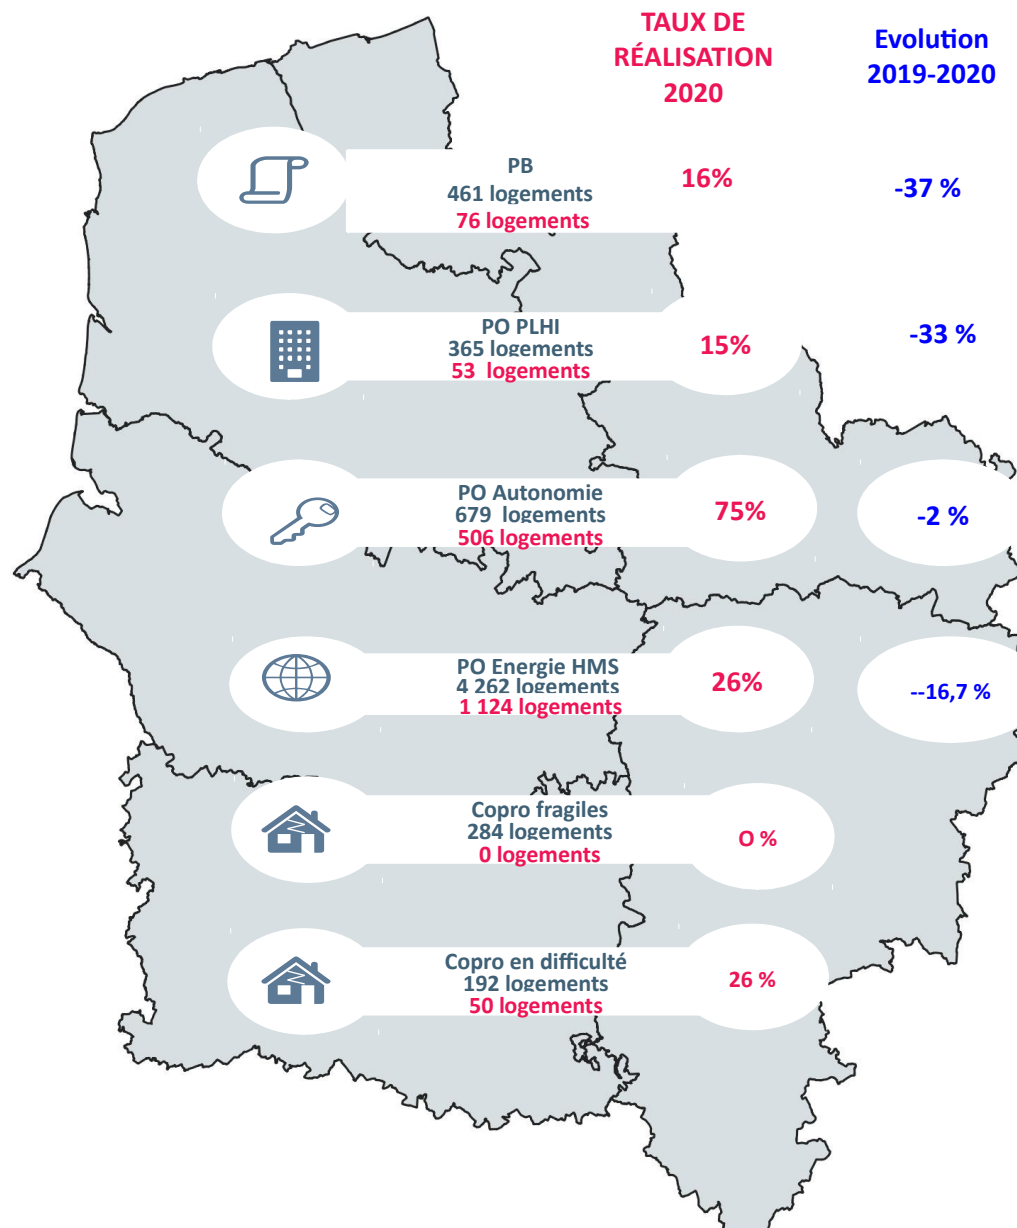 TAUX DE
RÉALISATION
2020
Evolution
2019-2020
PB
461 logements
76 logements
16%
-37 %
PO PLHI
365 logements
53 logements
15%
-33 %
PO Autonomie
679 logements
506 logements
75%
-2 %
PO Energie HMS
4 262 logements
1 124 logements
26%
--16,7 %
Copro fragiles
284 logements
0 logements
O %
Copro en difficulté
192 logements
50 logements
26 %